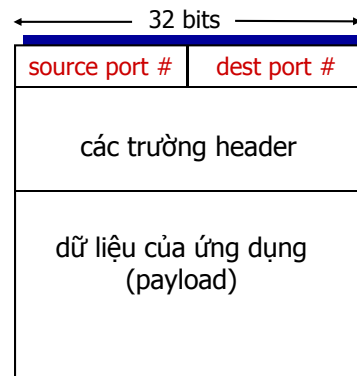 32 bits
source port # dest port #
các trường header
dữ liệu của ứng dụng
(payload)